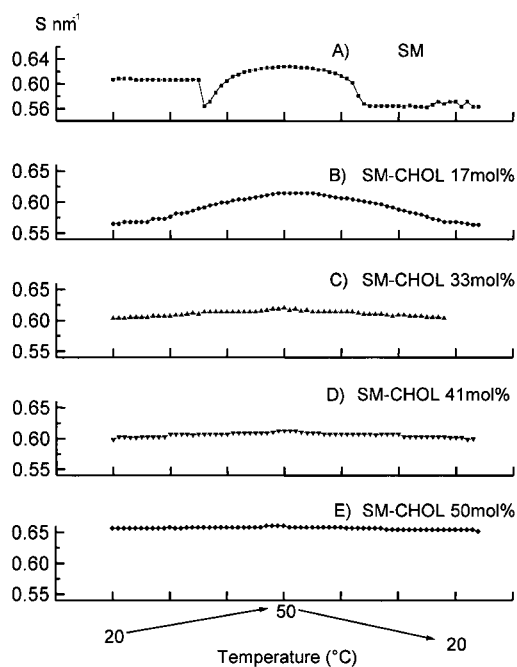 S nm⁻¹
A) SM
0.64
0.60
0.56
B) SM-CHOL 17mol%
0.65
0.60
0.55
C) SM-CHOL 33mol%
0.65
0.60
0.55
D) SM-CHOL 41mol%
0.65
0.60
0.55
E) SM-CHOL 50mol%
0.65
0.60
0.55
20 50 20
Temperature (°C)